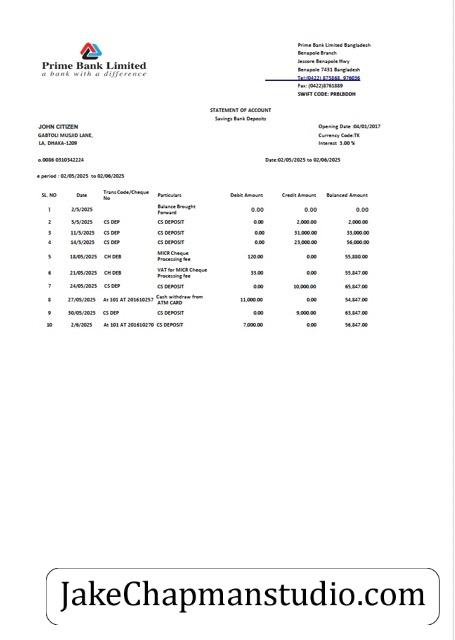 Prime Bank Limited
a bank with a difference
Prime Bank Limited Bangladesh
Benapole Branch
Jessore Benapole Hwy
Benapole 7431 Bangladesh
Tel:(0422) 875868, 976036
Fax: (0422)8761889
SWIFT CODE: PRBLBDDH
STATEMENT OF ACCOUNT
Savings Bank Deposits
JOHN CITIZEN
GABTOLI MUSJID LANE,
LA, DHAKA-1209
Opening Date :04/01/2017
Currency Code:TK
Interest 3.00 %
o.0086 0310342224
Date:02/05/2025 to 02/06/2025
e period : 02/05/2025 to 02/06/2025
SL. NO Date Trans Code/Cheque No Particulars Debit Amount Credit Amount Balanced Amount
1 2/5/2025 Balance Brought Forward 0.00 0.00 0.00
2 5/5/2025 CS DEP CS DEPOSIT 0.00 2,000.00 2,000.00
3 11/5/2025 CS DEP CS DEPOSIT 0.00 31,000.00 33,000.00
4 14/5/2025 CS DEP CS DEPOSIT 0.00 23,000.00 56,000.00
5 18/05/2025 CH DEB MICR Cheque Processing fee 120.00 0.00 55,880.00
6 21/05/2025 CH DEB VAT for MICR Cheque Processing fee 33.00 0.00 55,847.00
7 24/05/2025 CS DEP CS DEPOSIT 0.00 10,000.00 65,847.00
8 27/05/2025 At 101 AT 201610257 Cash withdraw from ATM CARD 11,000.00 0.00 54,847.00
9 30/05/2025 CS DEP CS DEPOSIT 0.00 9,000.00 63,847.00
10 2/6/2025 At 101 AT 201610270 CS DEPOSIT 7,000.00 0.00 56,847.00
JakeChapmanstudio.com